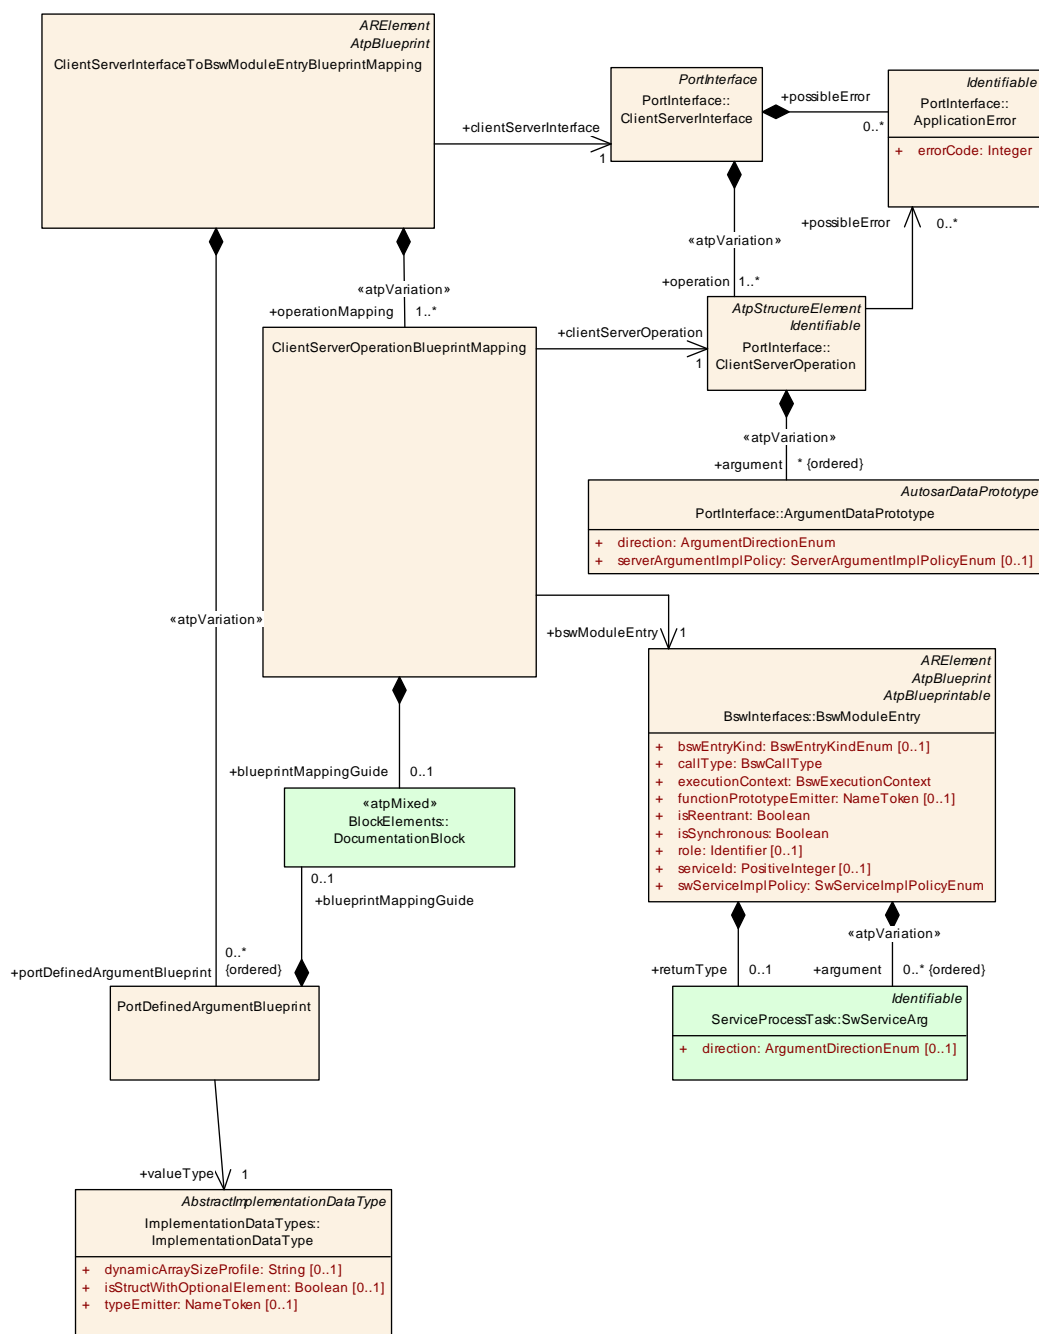 ARElement
AtpBlueprint
ClientServerInterfaceToBswModuleEntryBlueprintMapping
PortInterface
PortInterface::
ClientServerInterface
Identifiable
PortInterface::
ApplicationError
+ errorCode: Integer
+possibleError
0..*
+clientServerInterface
1
+possibleError
0..*
«atpVariation»
+operation 1..*
«atpVariation»
+operationMapping 1..*
AtpStructureElement
Identifiable
PortInterface::
ClientServerOperation
ClientServerOperationBlueprintMapping
+clientServerOperation
1
«atpVariation»
+argument * {ordered}
AutosarDataPrototype
PortInterface::ArgumentDataPrototype
+ direction: ArgumentDirectionEnum
+ serverArgumentImplPolicy: ServerArgumentImplPolicyEnum [0..1]
«atpVariation»
+bswModuleEntry 1
ARElement
AtpBlueprint
AtpBlueprintable
BswInterfaces::BswModuleEntry
+ bswEntryKind: BswEntryKindEnum [0..1]
+ callType: BswCallType
+ executionContext: BswExecutionContext
+ functionPrototypeEmitter: NameToken [0..1]
+ isReentrant: Boolean
+ isSynchronous: Boolean
+ role: Identifier [0..1]
+ serviceId: PositiveInteger [0..1]
+ swServiceImplPolicy: SwServiceImplPolicyEnum
+blueprintMappingGuide 0..1
«atpMixed»
BlockElements::
DocumentationBlock
0..1
+blueprintMappingGuide
«atpVariation»
+returnType 0..1
+argument 0..* {ordered}
Identifiable
ServiceProcessTask::SwServiceArg
+ direction: ArgumentDirectionEnum [0..1]
0..*
{ordered}
+portDefinedArgumentBlueprint
PortDefinedArgumentBlueprint
+valueType 1
AbstractImplementationDataType
ImplementationDataTypes::
ImplementationDataType
+ dynamicArraySizeProfile: String [0..1]
+ isStructWithOptionalElement: Boolean [0..1]
+ typeEmitter: NameToken [0..1]